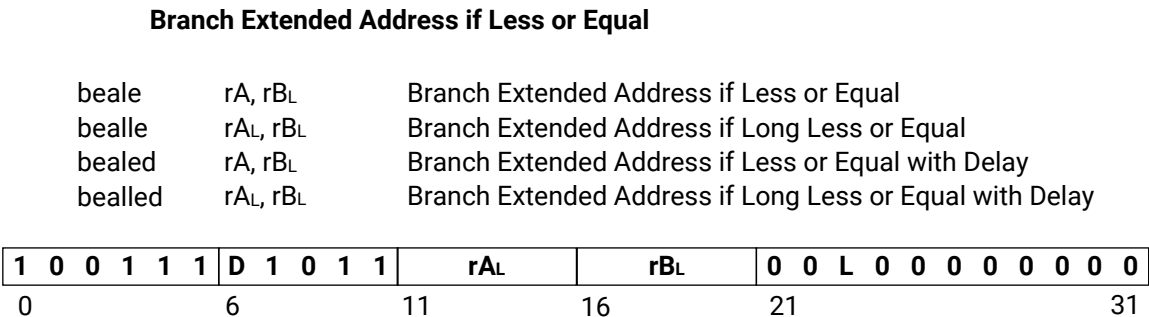 Branch Extended Address if Less or Equal
beale rA, rBL Branch Extended Address if Less or Equal
bealle rAL, rBL Branch Extended Address if Long Less or Equal
bealed rA, rBL Branch Extended Address if Less or Equal with Delay
bealled rAL, rBL Branch Extended Address if Long Less or Equal with Delay
1 0 0 1 1 1 D 1 0 1 1 rAL rBL 0 0 L 0 0 0 0 0 0 0 0
0 6 11 16 21 31